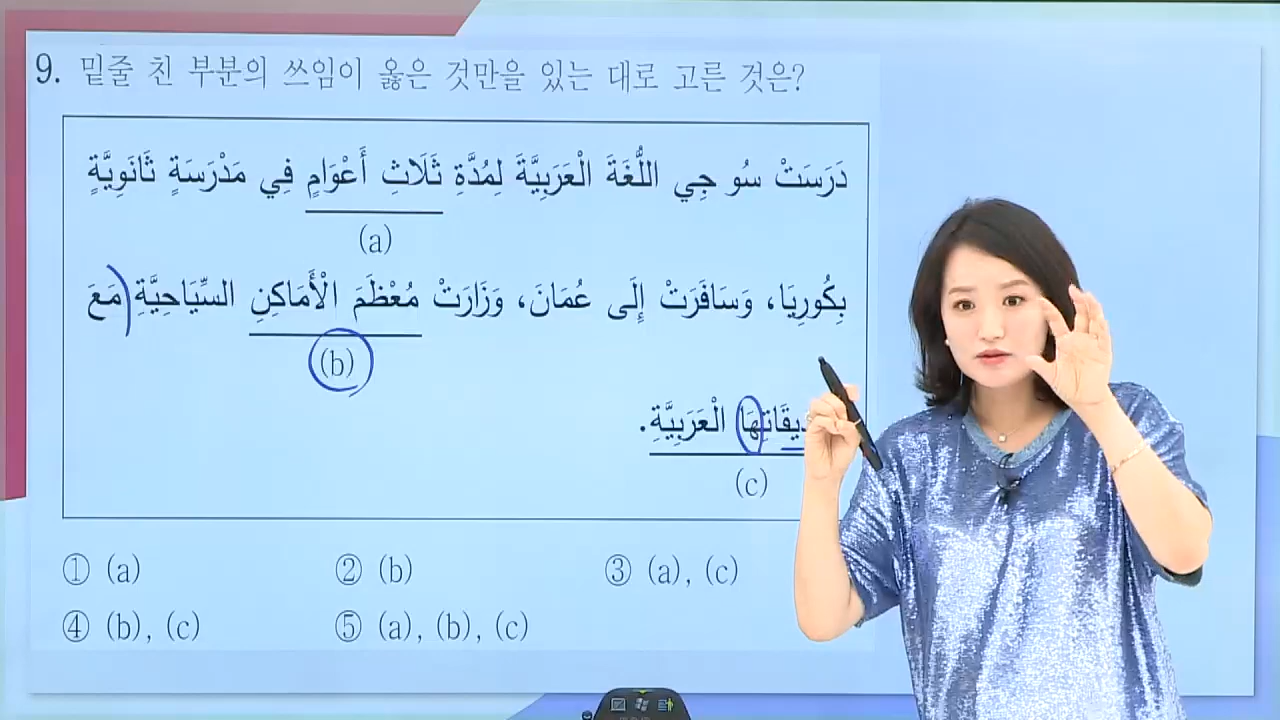 9. 밑줄 친 부분의 쓰임이 옳은 것만을 있는 대로 고른 것은?
دَرَسَتْ سُو جِي اللُّغَةَ الْعَرَبِيَّةَ لِمُدَّةِ ثَلَاثِ أَعْوَامٍ فِي مَدْرَسَةٍ ثَانَوِيَّةٍ
(a)
بِكُورِيَا، وَسَافَرَتْ إِلَى عُمَانَ، وَزَارَتْ مُعْظَمَ الْأَمَاكِنِ السِّيَاحِيَّةِ مَعَ
(b)
الْعَرَبِيَّةِ.
(c)
① (a) ② (b) ③ (a), (c)
④ (b), (c) ⑤ (a), (b), (c)